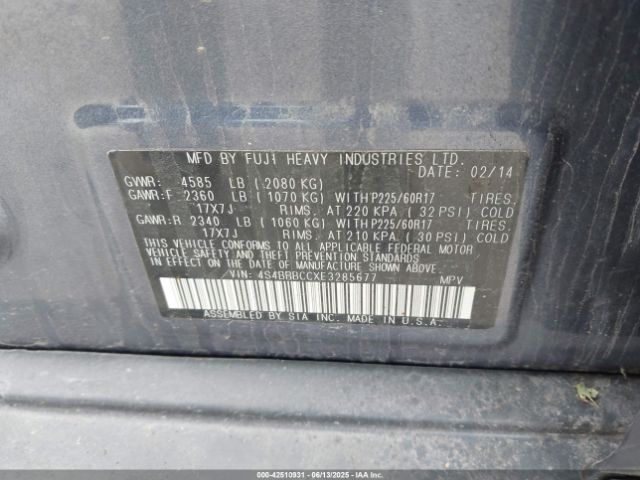 MFD BY FUJI HEAVY INDUSTRIES LTD.
DATE: 02/14
GVWR: 4585 LB ( 2080 KG)
GAWR:F 2360 LB ( 1070 KG) WITH P225/60R17 TIRES.
17X7J RIMS. AT 220 KPA. ( 32 PSI) COLD
GAWR:R 2340 LB ( 1060 KG) WITH P225/60R17 TIRES.
17X7J RIMS. AT 210 KPA. ( 30 PSI) COLD
THIS VEHICLE CONFORMS TO ALL APPLICABLE FEDERAL MOTOR
VEHICLE SAFETY AND THEFT PREVENTION STANDARDS IN
EFFECT ON THE DATE OF MANUFACTURE SHOWN ABOVE.
VIN: 4S4BRBCCXE3285677 MPV
ASSEMBLED BY SIA INC. MADE IN U.S.A.
000-42510931 - 06/13/2025 - IAAI.COM